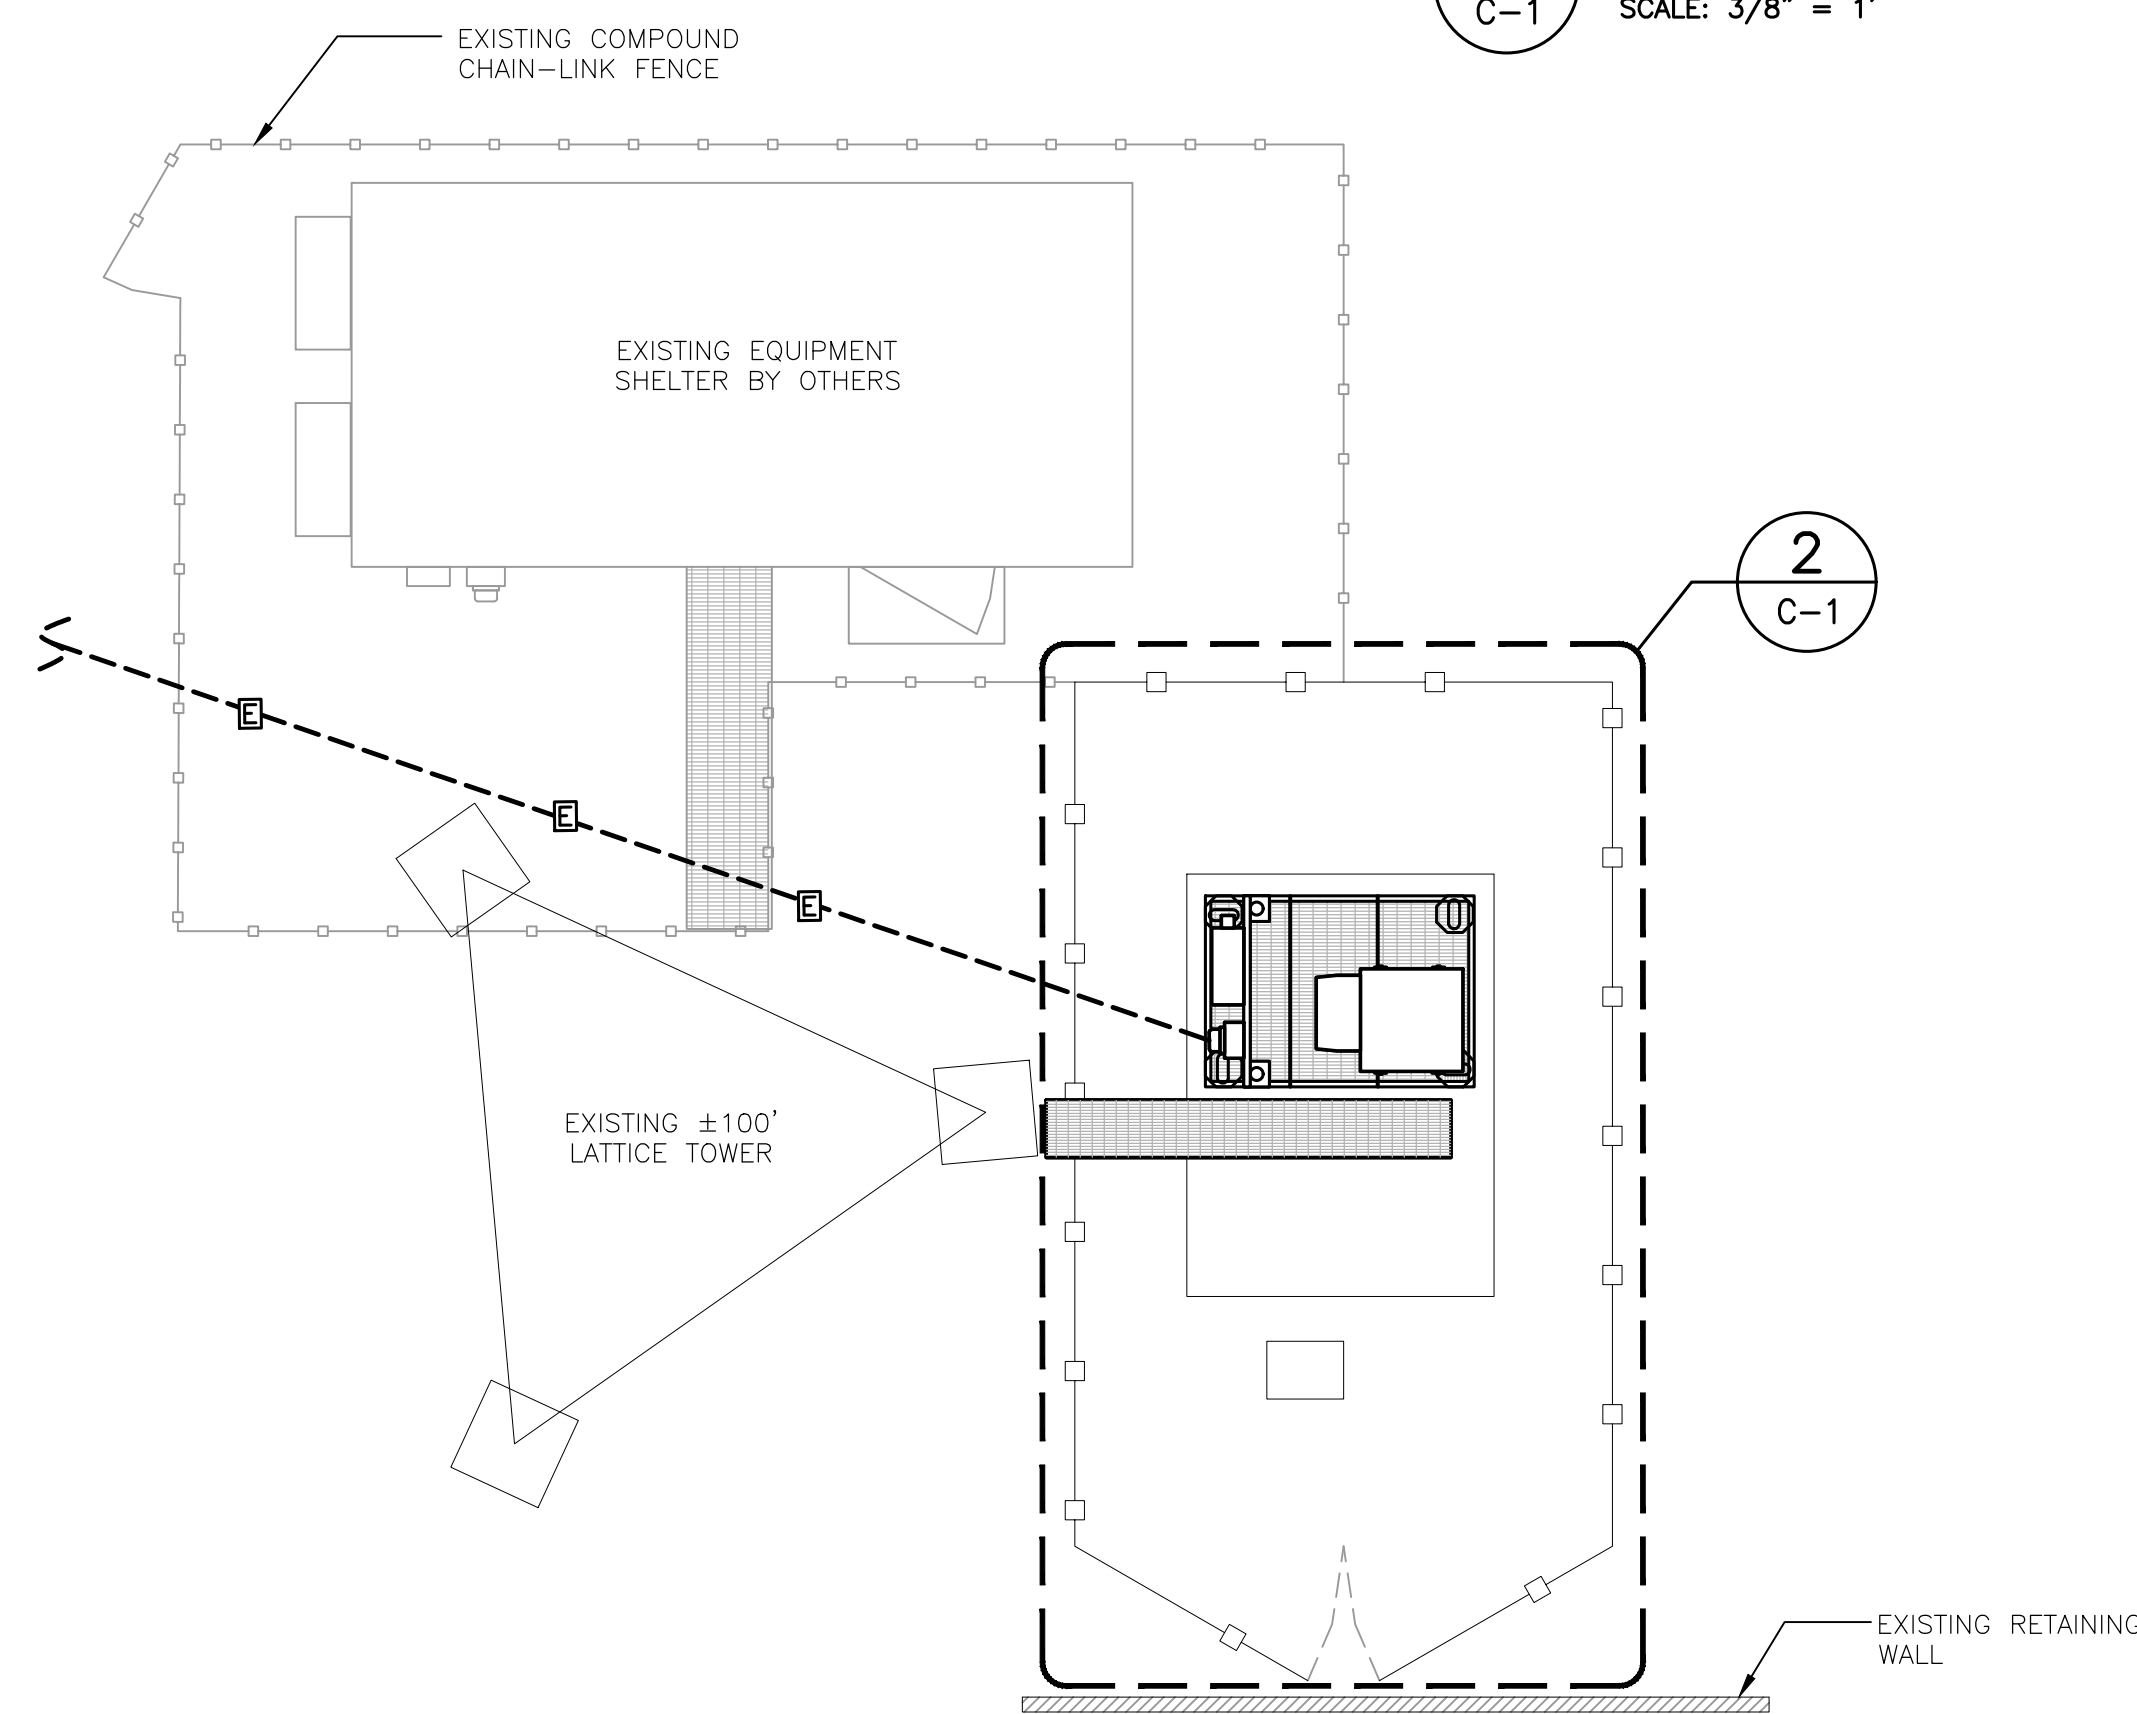 C-1
SCALE: 3/8" = 1'
EXISTING COMPOUND
CHAIN-LINK FENCE
EXISTING EQUIPMENT
SHELTER BY OTHERS
2
C-1
E
E
E
EXISTING ±100'
LATTICE TOWER
EXISTING RETAINING
WALL